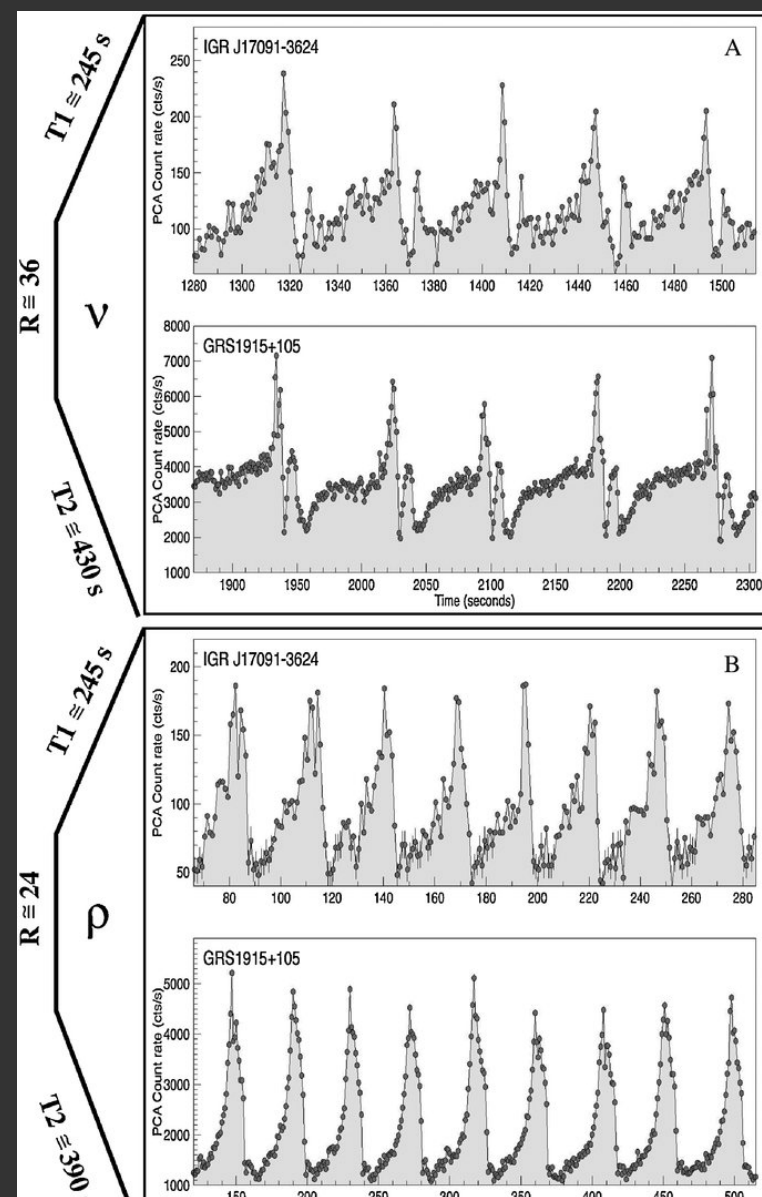 T1 ≅ 245 s
R ≅ 36
ν
T2 ≅ 430 s
A
IGR J17091-3624
PCA Count rate (cts/s)
250
200
150
100
1280 1300 1320 1340 1360 1380 1400 1420 1440 1460 1480 1500
GRS1915+105
PCA Count rate (cts/s)
8000
7000
6000
5000
4000
3000
2000
1000
1900 1950 2000 2050 2100 2150 2200 2250 2300
Time (seconds)
T1 ≅ 245 s
R ≅ 24
ρ
T2 ≅ 390
B
IGR J17091-3624
PCA Count rate (cts/s)
200
150
100
50
80 100 120 140 160 180 200 220 240 260 280
GRS1915+105
PCA Count rate (cts/s)
5000
4000
3000
2000
1000
150 200 250 300 350 400 450 500